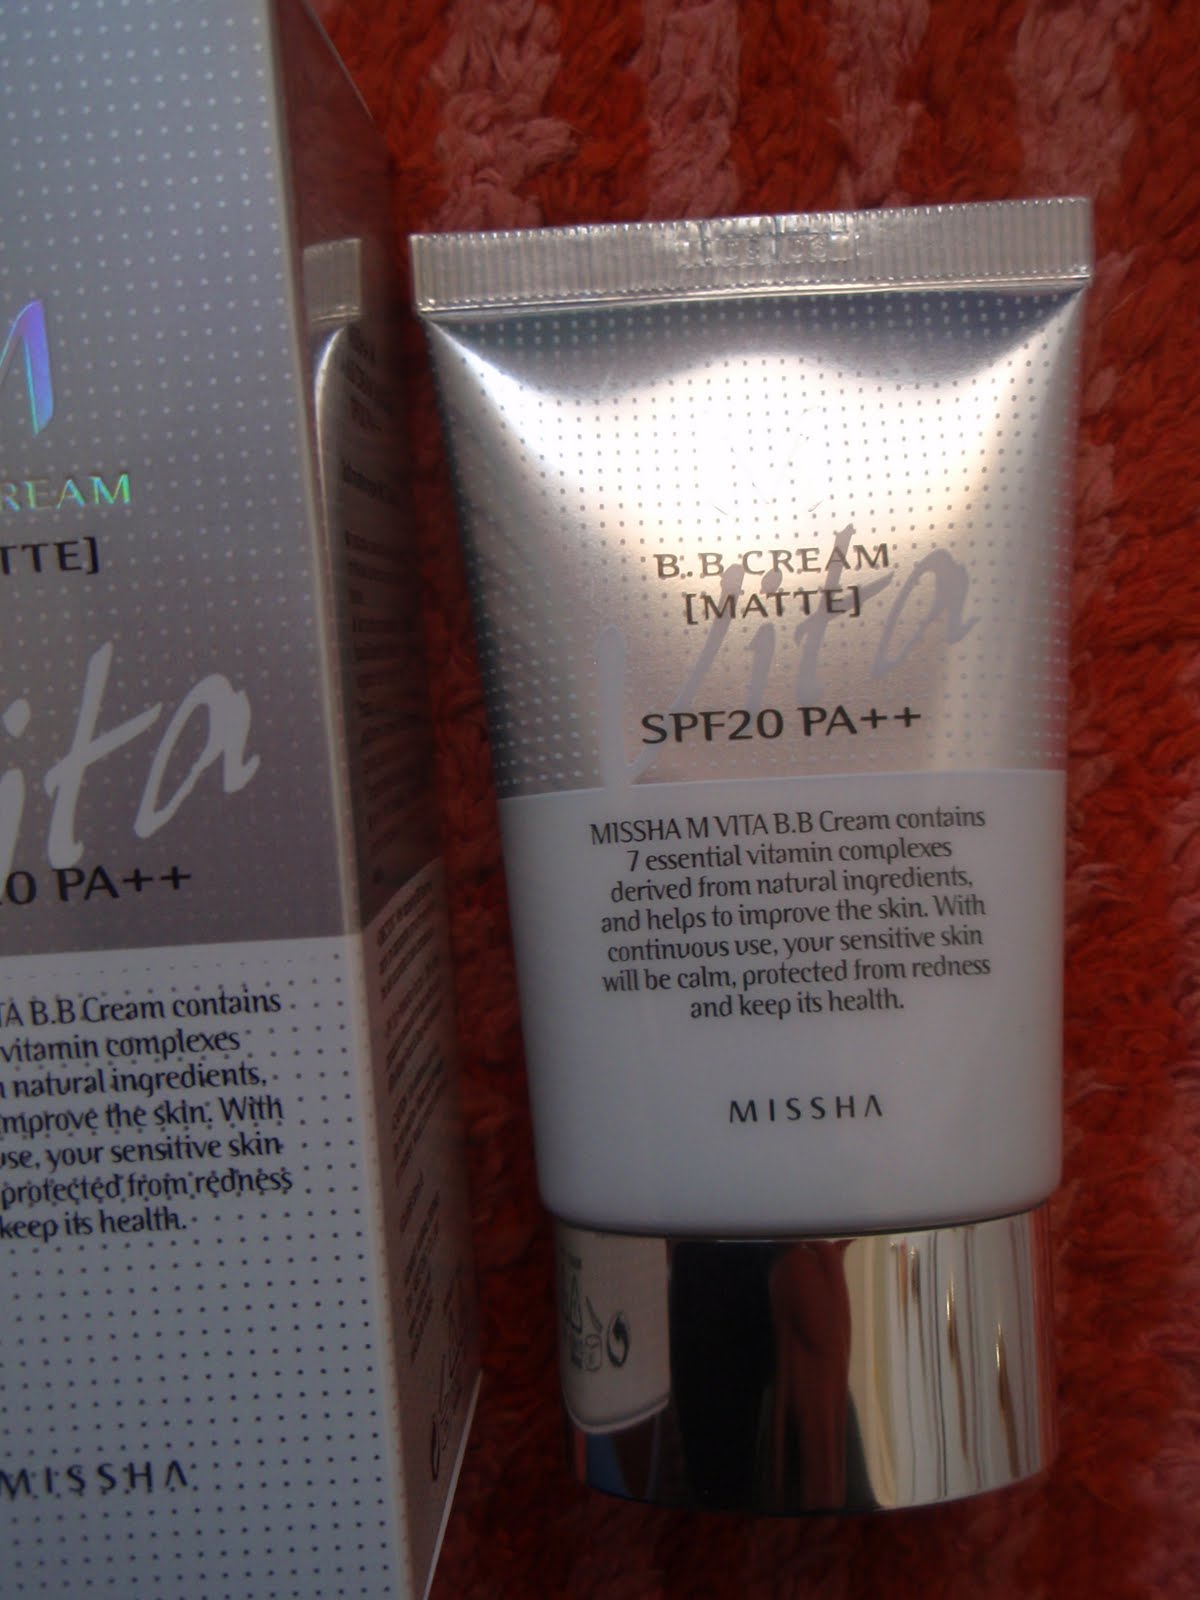 M
REAM
TTE]
ita
0 PA++
TA B.B Cream contains
vitamin complexes
natural ingredients,
improve the skin. With
use, your sensitive skin
protected from redness
keep its health.
MISSHA
M
B.B CREAM
[MATTE]
Vita
SPF20 PA++
MISSHA M VITA B.B Cream contains
7 essential vitamin complexes
derived from natural ingredients,
and helps to improve the skin. With
continuous use, your sensitive skin
will be calm, protected from redness
and keep its health.
MISSHA